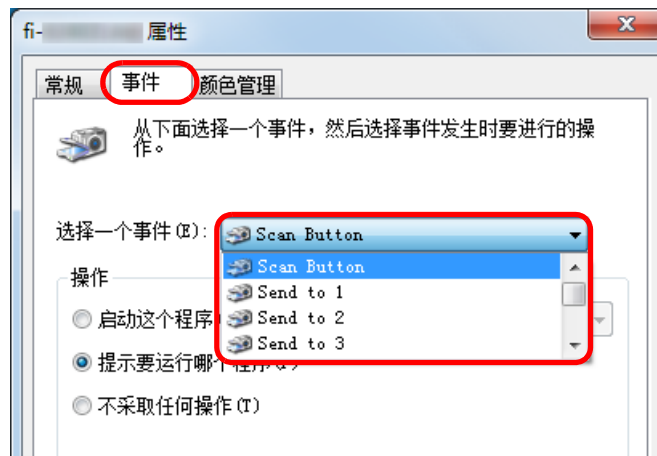 fi- 属性
常规 事件 颜色管理
从下面选择一个事件，然后选择事件发生时要进行的操
作。
选择一个事件(E): Scan Button
Scan Button
操作
Send to 1
启动这个程序 Send to 2
Send to 3
提示要运行哪个程序
不采取任何操作(T)